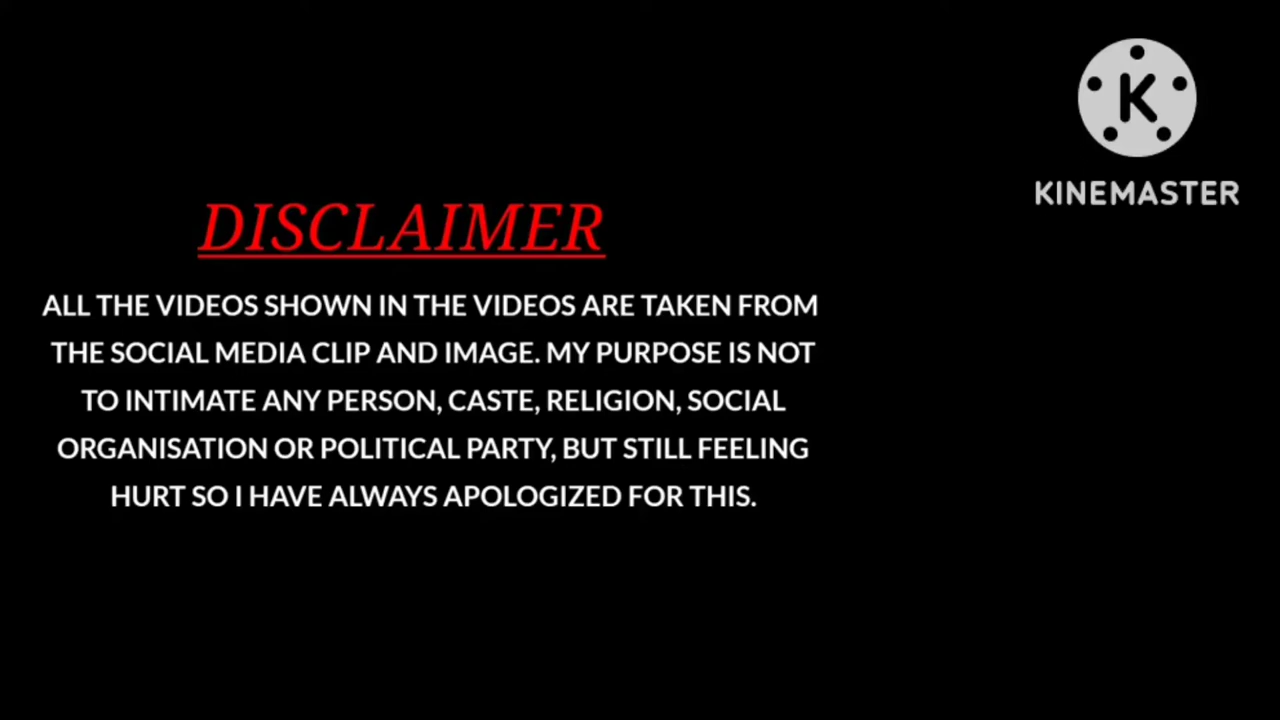 K
KINEMASTER
DISCLAIMER
ALL THE VIDEOS SHOWN IN THE VIDEOS ARE TAKEN FROM
THE SOCIAL MEDIA CLIP AND IMAGE. MY PURPOSE IS NOT
TO INTIMATE ANY PERSON, CASTE, RELIGION, SOCIAL
ORGANISATION OR POLITICAL PARTY, BUT STILL FEELING
HURT SO I HAVE ALWAYS APOLOGIZED FOR THIS.